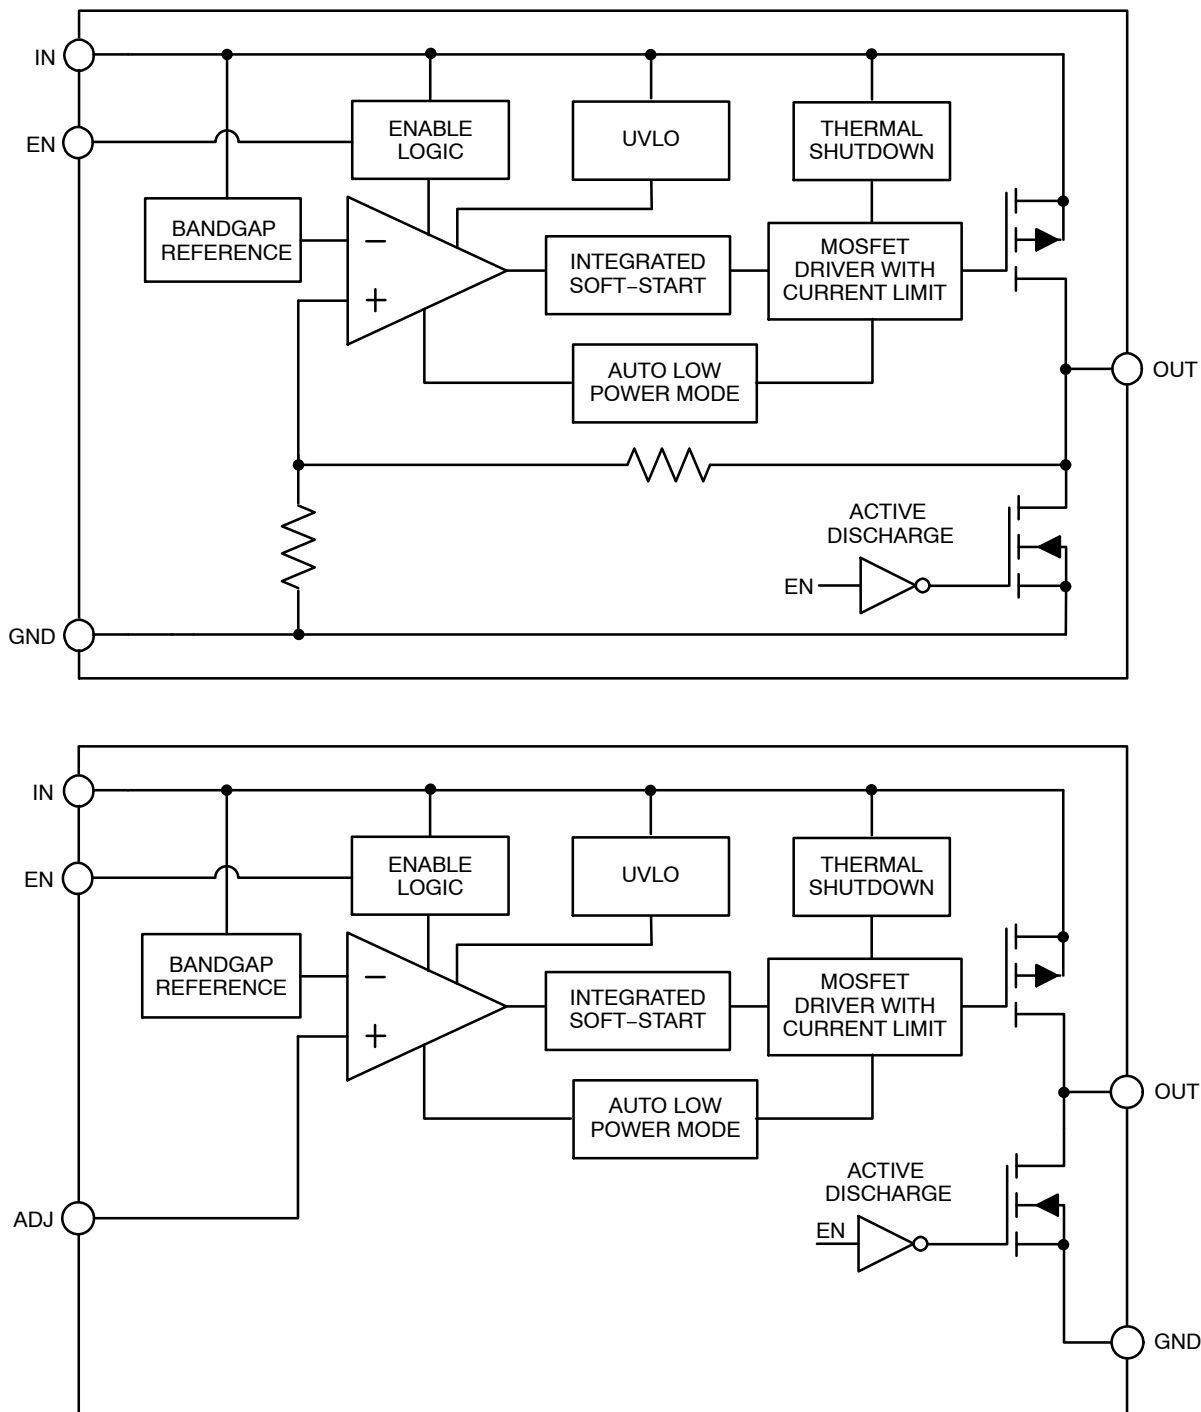 IN
EN
ENABLE
LOGIC
UVLO
THERMAL
SHUTDOWN
BANDGAP
REFERENCE
−
+
INTEGRATED
SOFT−START
MOSFET
DRIVER WITH
CURRENT LIMIT
AUTO LOW
POWER MODE
OUT
ACTIVE
DISCHARGE
EN
GND
IN
EN
ENABLE
LOGIC
UVLO
THERMAL
SHUTDOWN
BANDGAP
REFERENCE
−
+
INTEGRATED
SOFT−START
MOSFET
DRIVER WITH
CURRENT LIMIT
AUTO LOW
POWER MODE
OUT
ACTIVE
DISCHARGE
ADJ
EN
GND